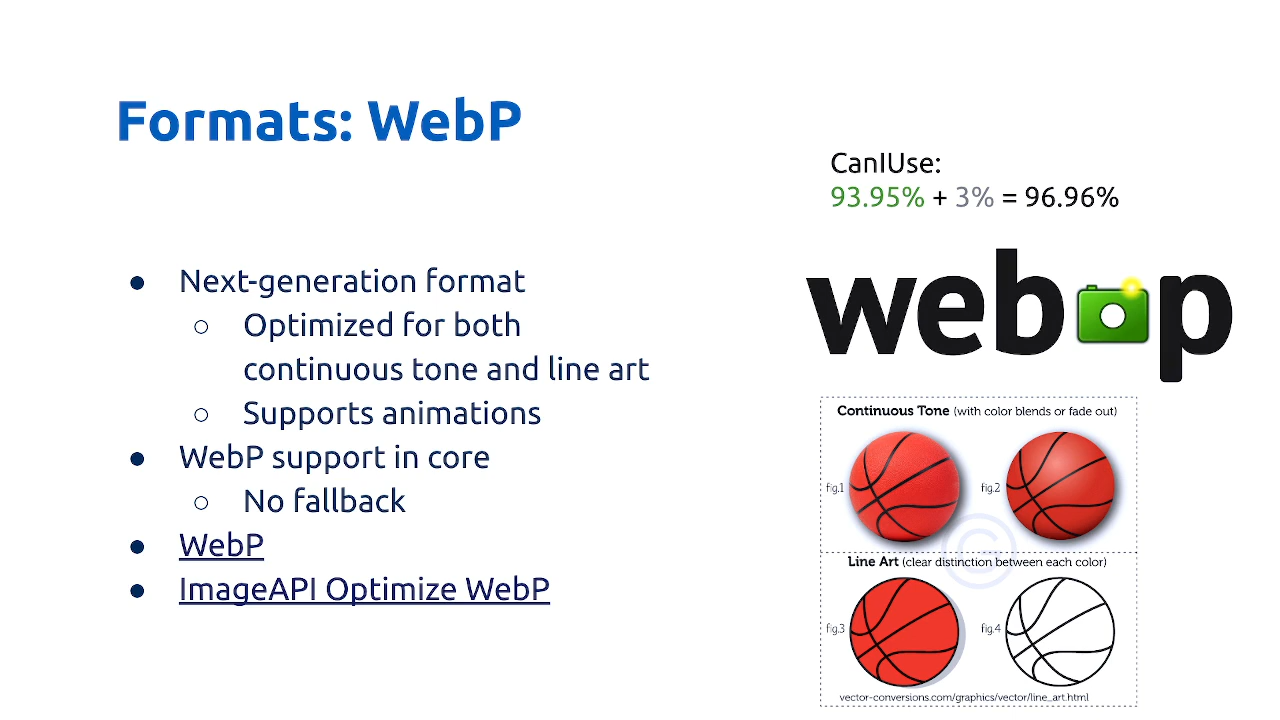 Formats: WebP
CanIUse:
93.95% + 3% = 96.96%
● Next-generation format
○ Optimized for both
continuous tone and line art
○ Supports animations
● WebP support in core
○ No fallback
● WebP
● ImageAPI Optimize WebP
webp
Continuous Tone (with color blends or fade out)
fig.1
fig.2
©
Line Art (clear distinction between each color)
fig.3
fig.4
vector-conversions.com/graphics/vector/line_art.html